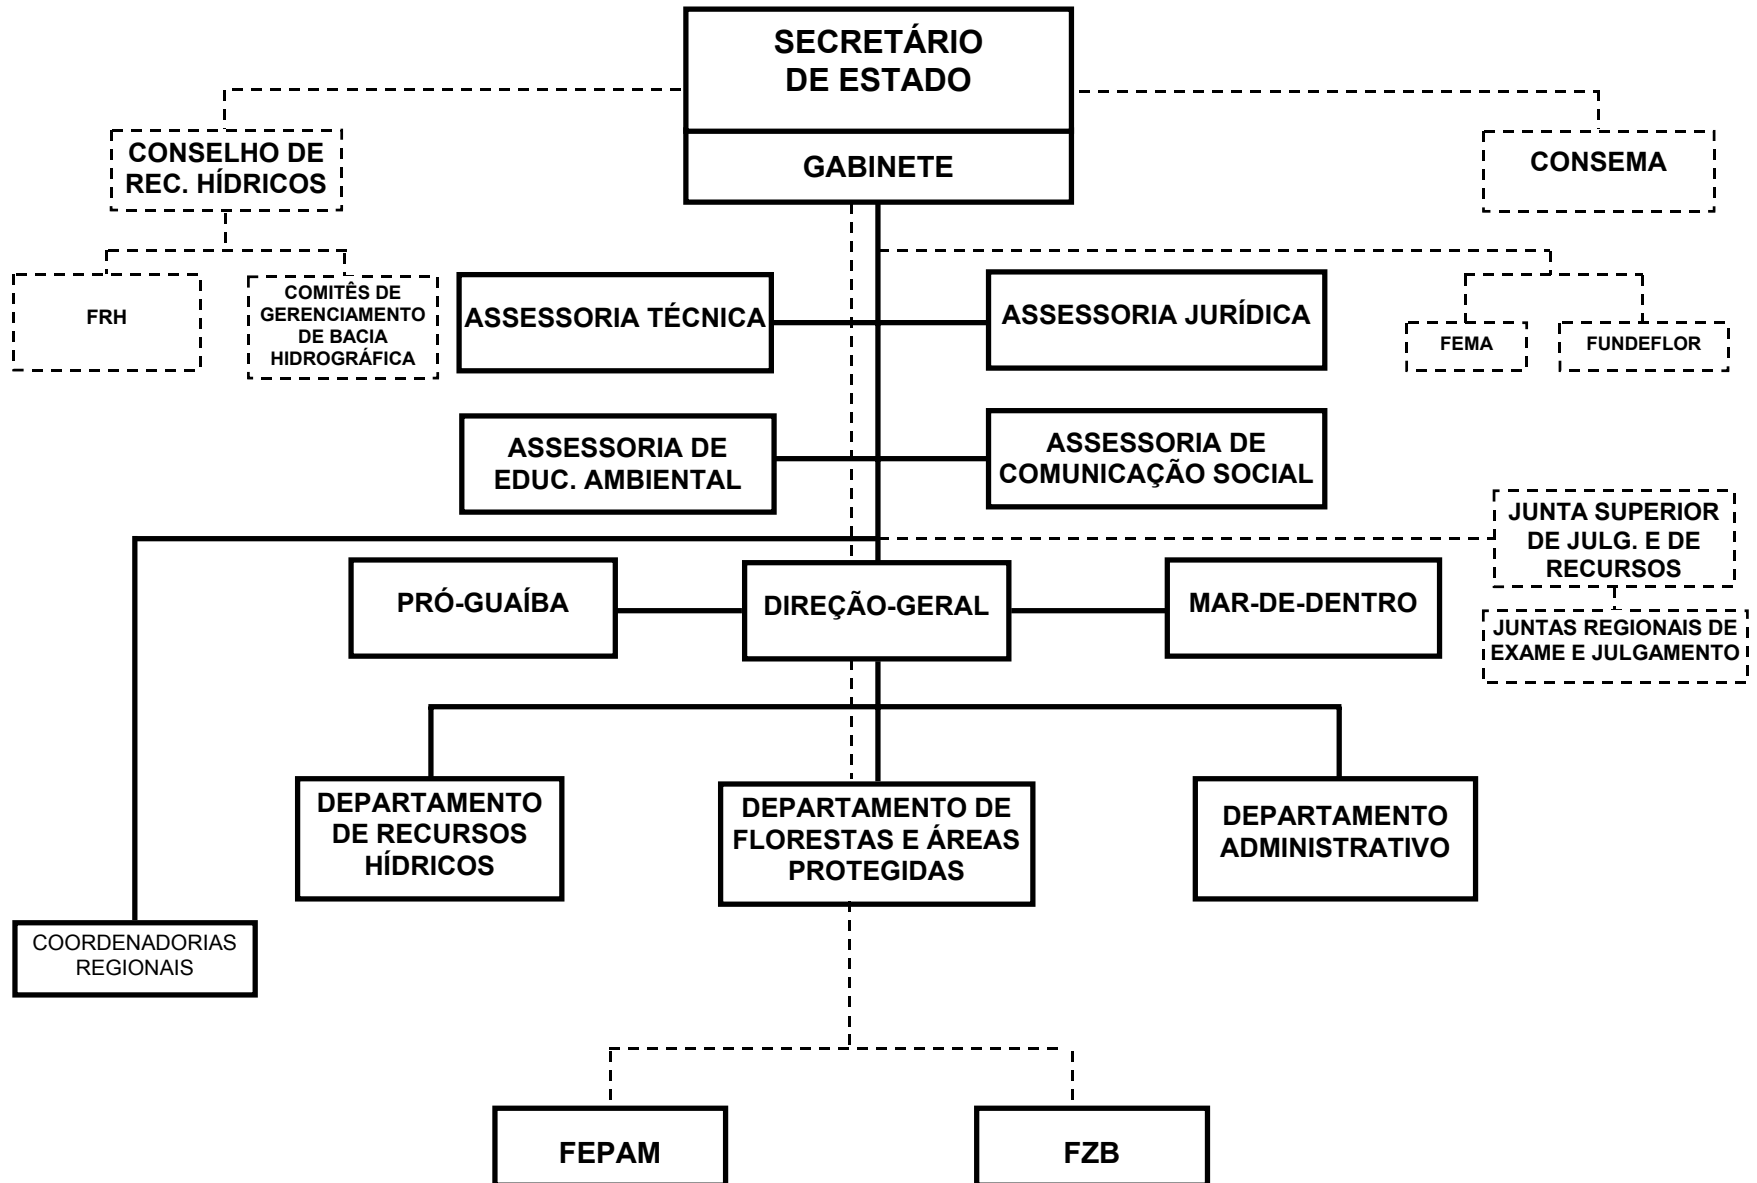 SECRETÁRIO
DE ESTADO
GABINETE
CONSELHO DE
REC. HÍDRICOS
CONSEMA
FRH
COMITÊS DE
GERENCIAMENTO
DE BACIA
HIDROGRÁFICA
ASSESSORIA TÉCNICA
ASSESSORIA JURÍDICA
FEMA
FUNDEFLOR
ASSESSORIA DE
EDUC. AMBIENTAL
ASSESSORIA DE
COMUNICAÇÃO SOCIAL
JUNTA SUPERIOR
DE JULG. E DE
RECURSOS
PRÓ-GUAÍBA
DIREÇÃO-GERAL
MAR-DE-DENTRO
JUNTAS REGIONAIS DE
EXAME E JULGAMENTO
DEPARTAMENTO
DE RECURSOS
HÍDRICOS
DEPARTAMENTO DE
FLORESTAS E ÁREAS
PROTEGIDAS
DEPARTAMENTO
ADMINISTRATIVO
COORDENADORIAS
REGIONAIS
FEPAM
FZB